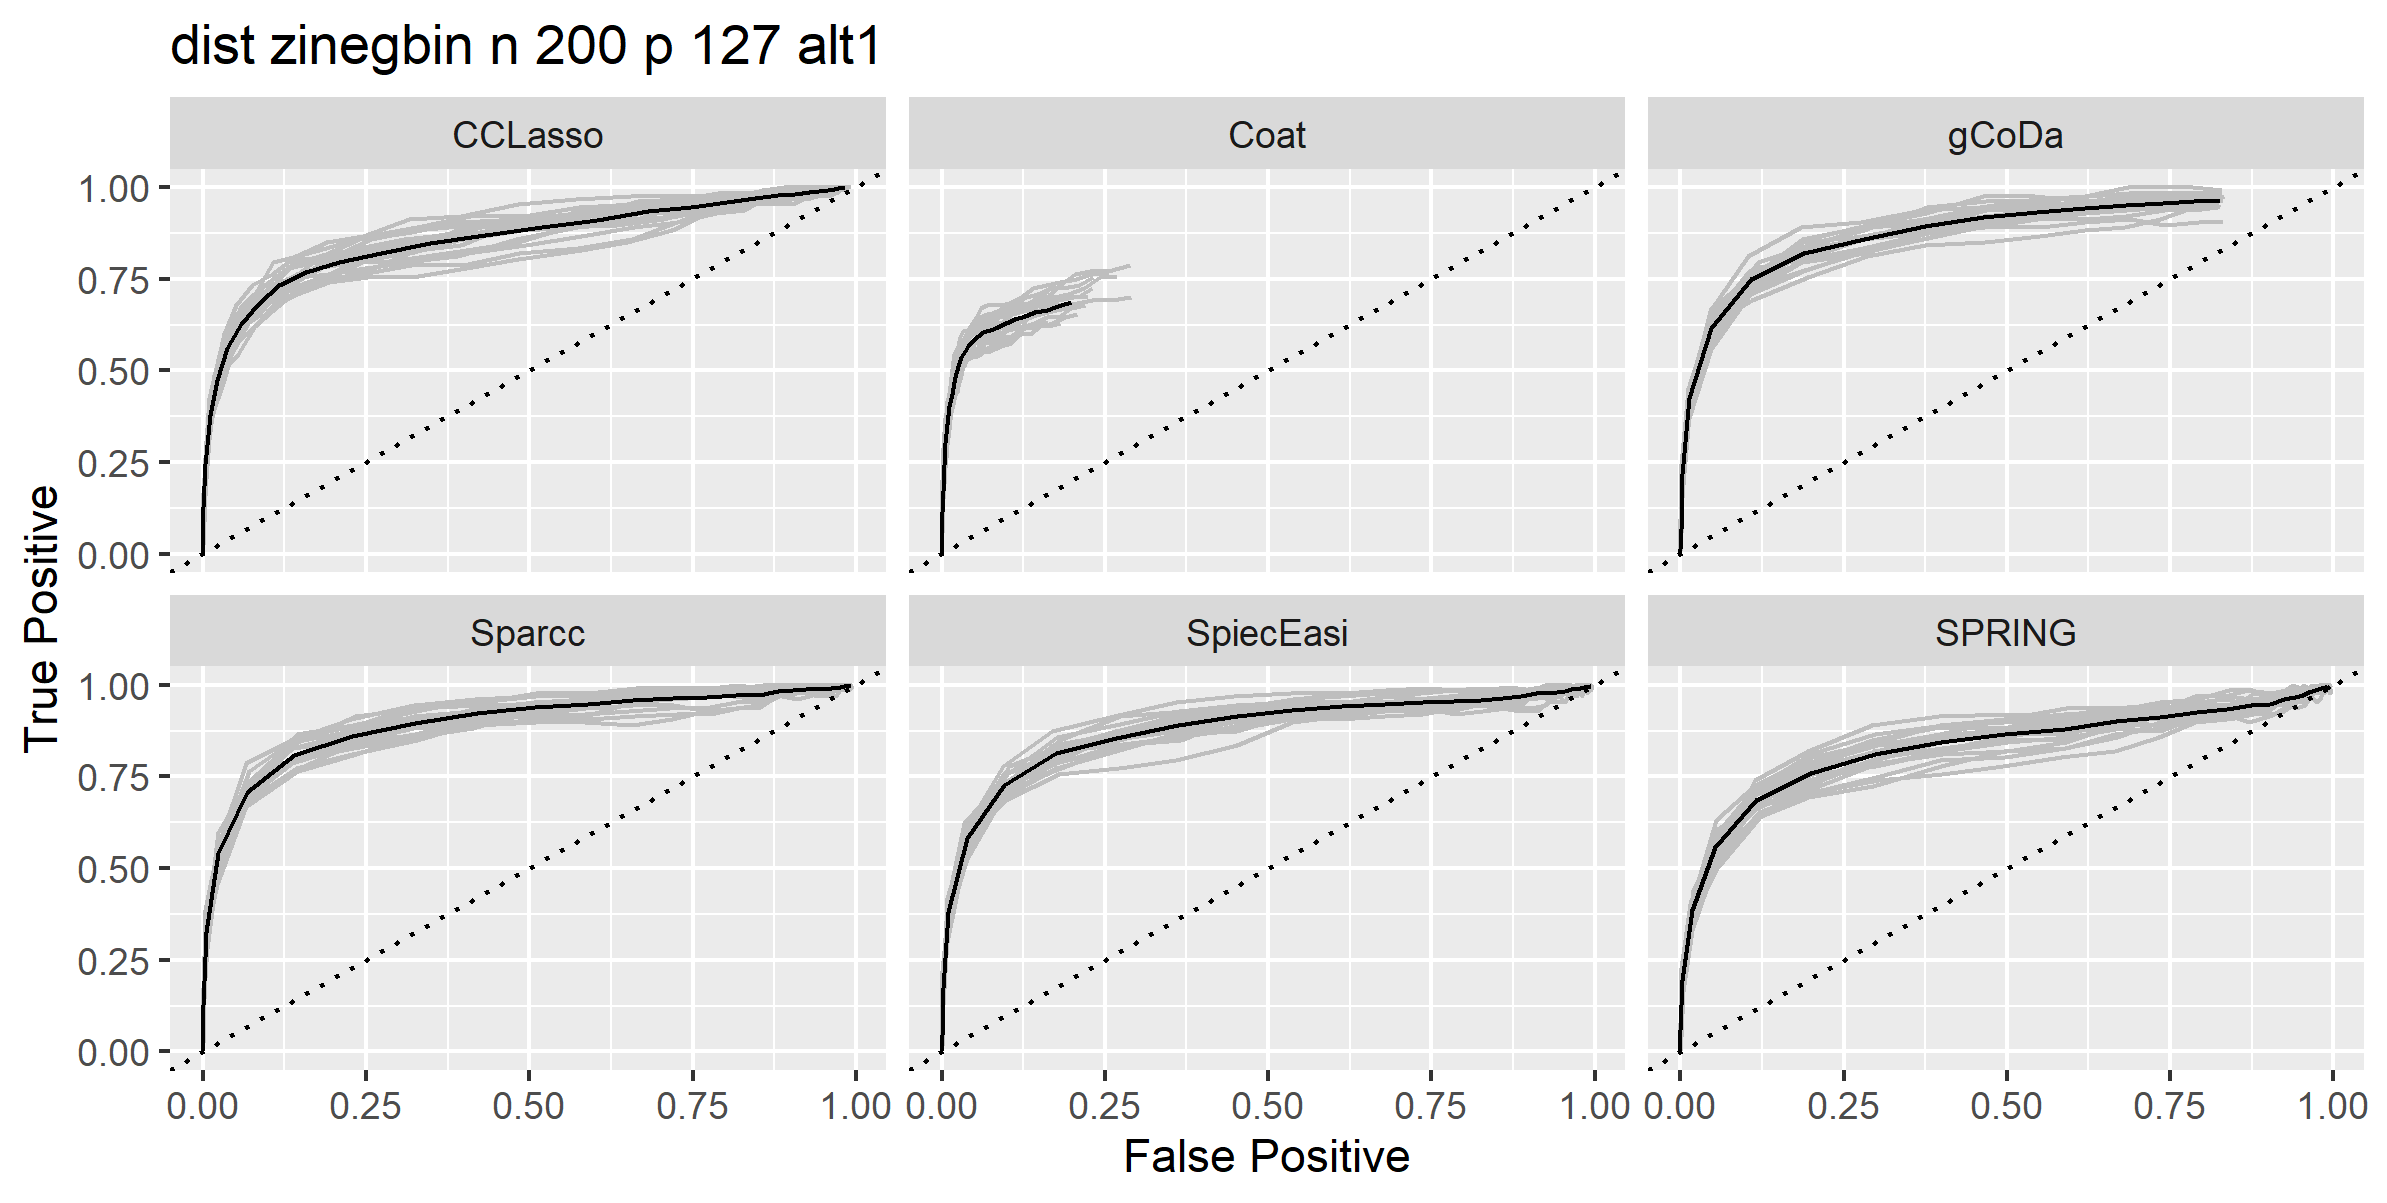 dist zinegbin n 200 p 127 alt1
CCLasso
Coat
gCoDa
1.00
0.75
0.50
0.25
0.00
Sparcc
SpiecEasi
SPRING
1.00
0.75
0.50
0.25
0.00
True Positive
0.00 0.25 0.50 0.75 1.00
0.00 0.25 0.50 0.75 1.00
0.00 0.25 0.50 0.75 1.00
False Positive